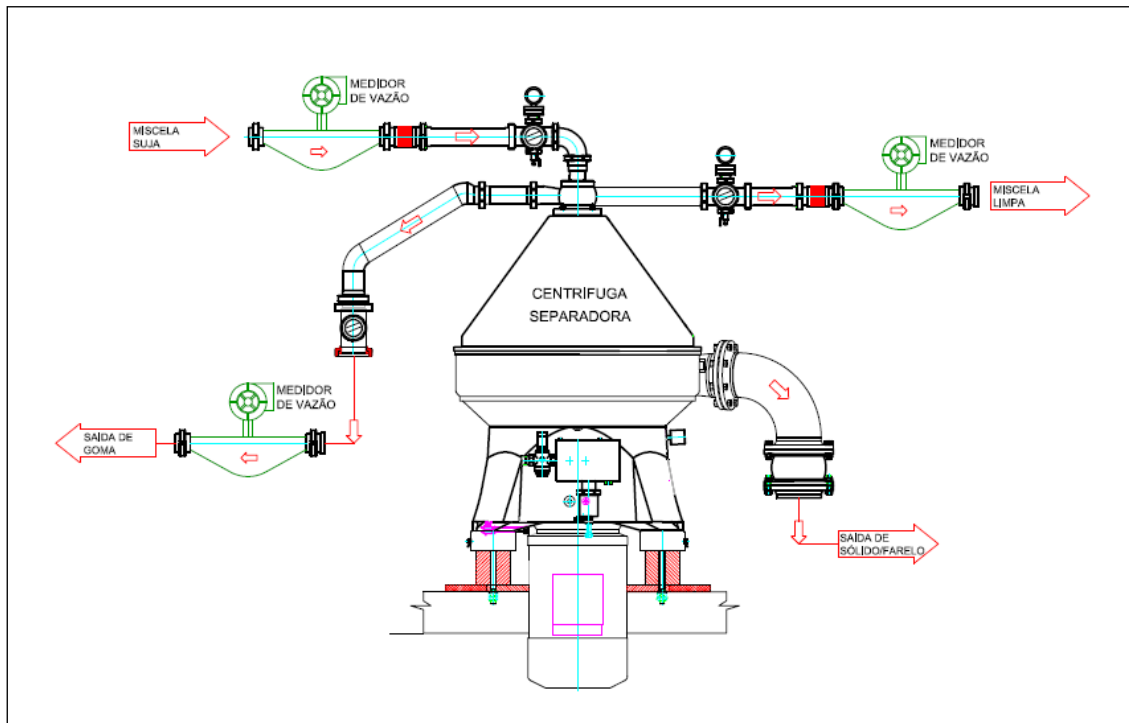 MEDIDOR
DE VAZÃO
MISCELA
SUJA
MEDIDOR
DE VAZÃO
MISCELA
LIMPA
CENTRÍFUGA
SEPARADORA
MEDIDOR
DE VAZÃO
SAÍDA DE
GOMA
SAÍDA DE
SÓLIDO/FARELO